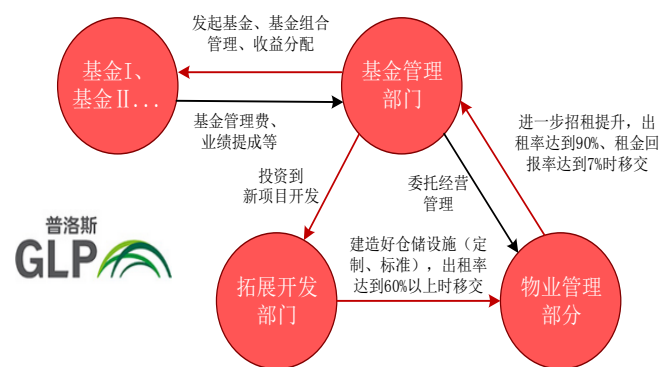 发起基金、基金组合
管理、收益分配
基金I、
基金Ⅱ...
基金管理
部门
基金管理费、
业绩提成等
进一步招租提升，出
租率达到90%、租金回
报率达到7%时移交
投资到
新项目开发
委托经营
管理
普洛斯
GLP
建造好仓储设施（定
制、标准），出租率
达到60%以上时移交
拓展开发
部门
物业管理
部分